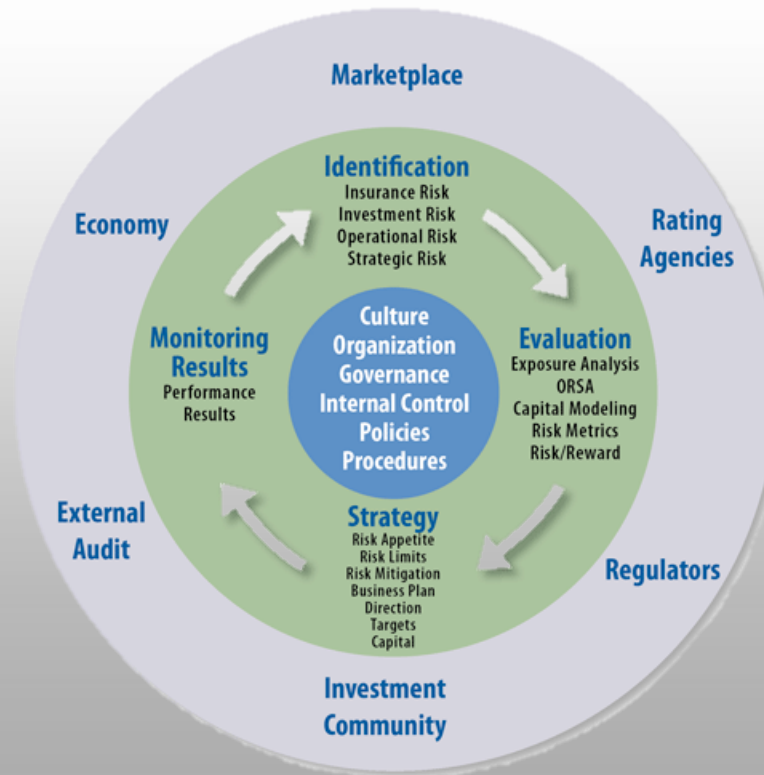 Marketplace
Identification
Insurance Risk
Investment Risk
Operational Risk
Strategic Risk
Economy
Rating
Agencies
Culture
Organization
Governance
Internal Control
Policies
Procedures
Monitoring
Results
Performance
Results
Evaluation
Exposure Analysis
ORSA
Capital Modeling
Risk Metrics
Risk/Reward
Strategy
Risk Appetite
Risk Limits
Risk Mitigation
Business Plan
Direction
Targets
Capital
External
Audit
Regulators
Investment
Community